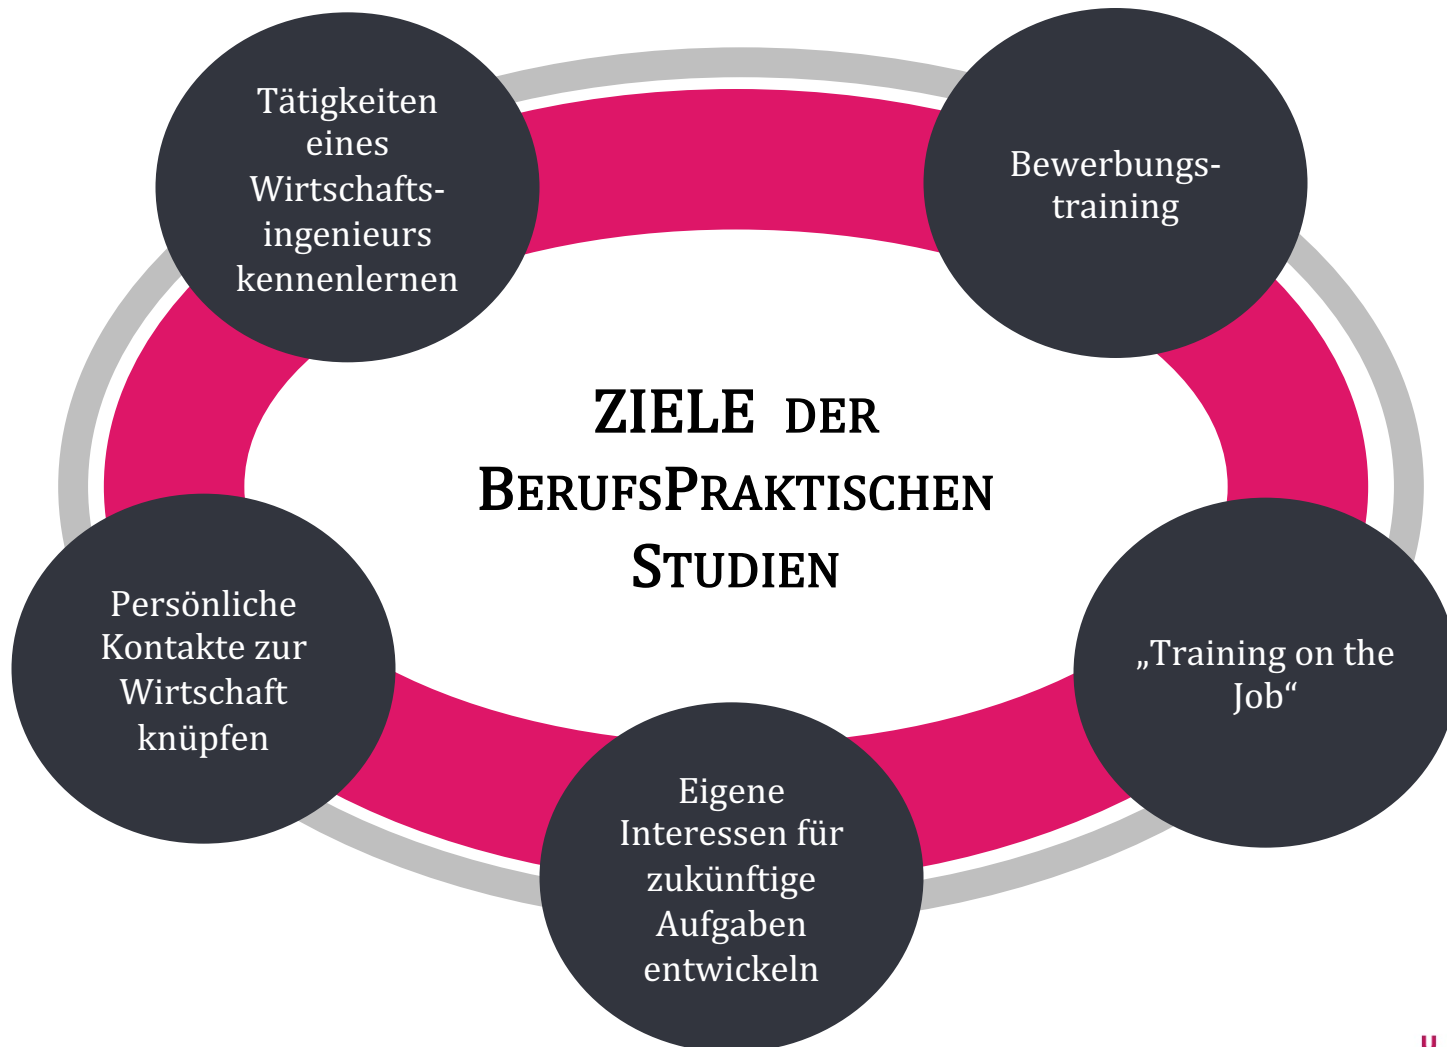 Tätigkeiten
eines
Wirtschafts-
ingenieurs
kennenlernen
Bewerbungs-
training
ZIELE DER
BERUFSPRAKTISCHEN
STUDIEN
Persönliche
Kontakte zur
Wirtschaft
knüpfen
„Training on the
Job“
Eigene
Interessen für
zukünftige
Aufgaben
entwickeln